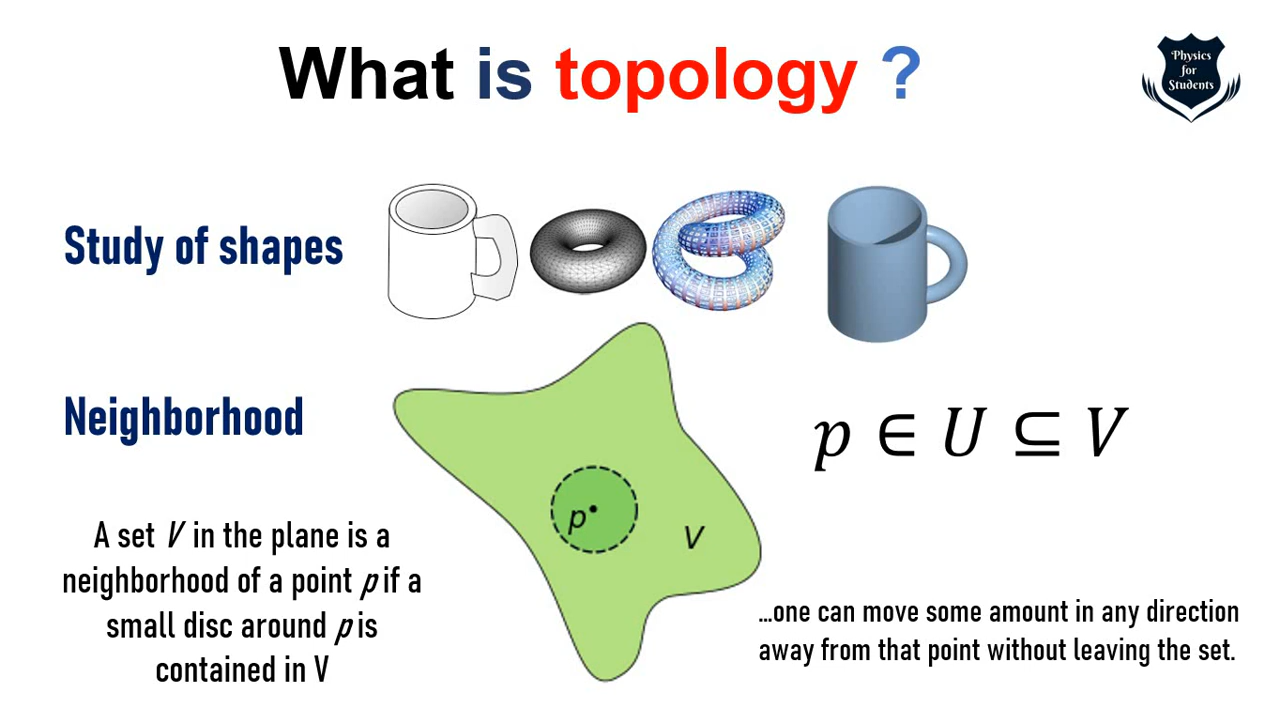 What is topology ?
Physics
for
Students
Study of shapes
Neighborhood
p ∈ U ⊆ V
p
V
A set V in the plane is a
neighborhood of a point p if a
small disc around p is
contained in V
...one can move some amount in any direction
away from that point without leaving the set.